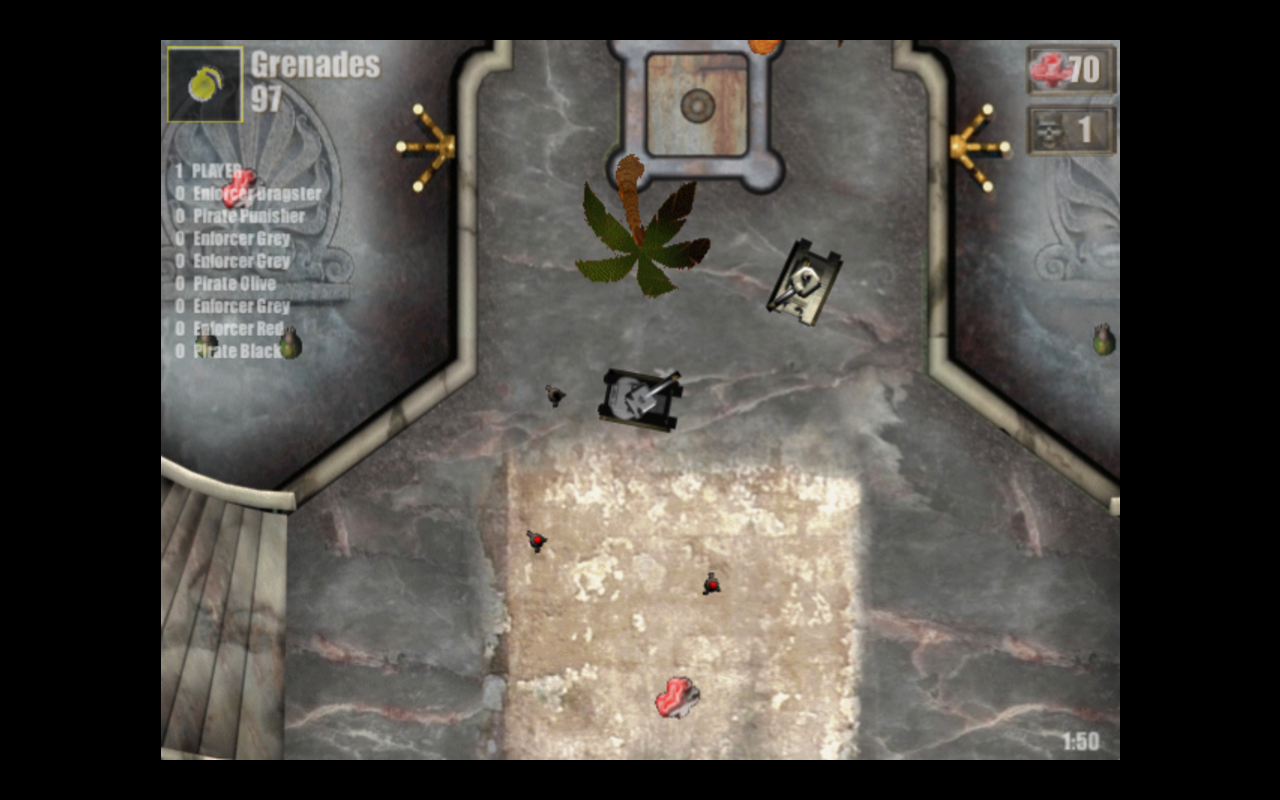 Grenades
97
70
1
1 PLAYER
0 Enforcer Dragster
0 Pirate Punisher
0 Enforcer Grey
0 Enforcer Grey
0 Pirate Olive
0 Enforcer Grey
0 Enforcer Red
0 Pirate Black
1:50